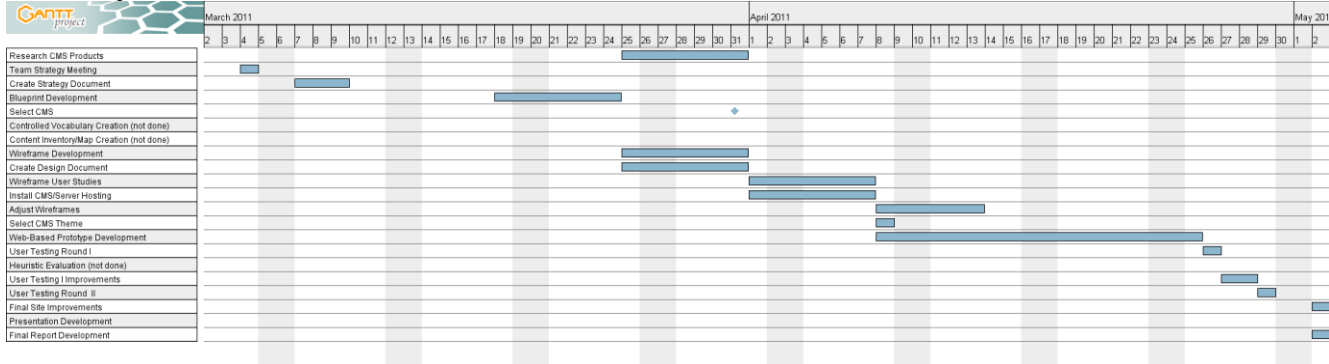 GANTT
project
March 2011 April 2011 May 201
2 3 4 5 6 7 8 9 10 11 12 13 14 15 16 17 18 19 20 21 22 23 24 25 26 27 28 29 30 31 1 2 3 4 5 6 7 8 9 10 11 12 13 14 15 16 17 18 19 20 21 22 23 24 25 26 27 28 29 30 1 2
Research CMS Products
Team Strategy Meeting
Create Strategy Document
Blueprint Development
Select CMS
Controlled Vocabulary Creation (not done)
Content Inventory/Map Creation (not done)
Wireframe Development
Create Design Document
Wireframe User Studies
Install CMS/Server Hosting
Adjust Wireframes
Select CMS Theme
Web-Based Prototype Development
User Testing Round I
Heuristic Evaluation (not done)
User Testing I Improvements
User Testing Round II
Final Site Improvements
Presentation Development
Final Report Development